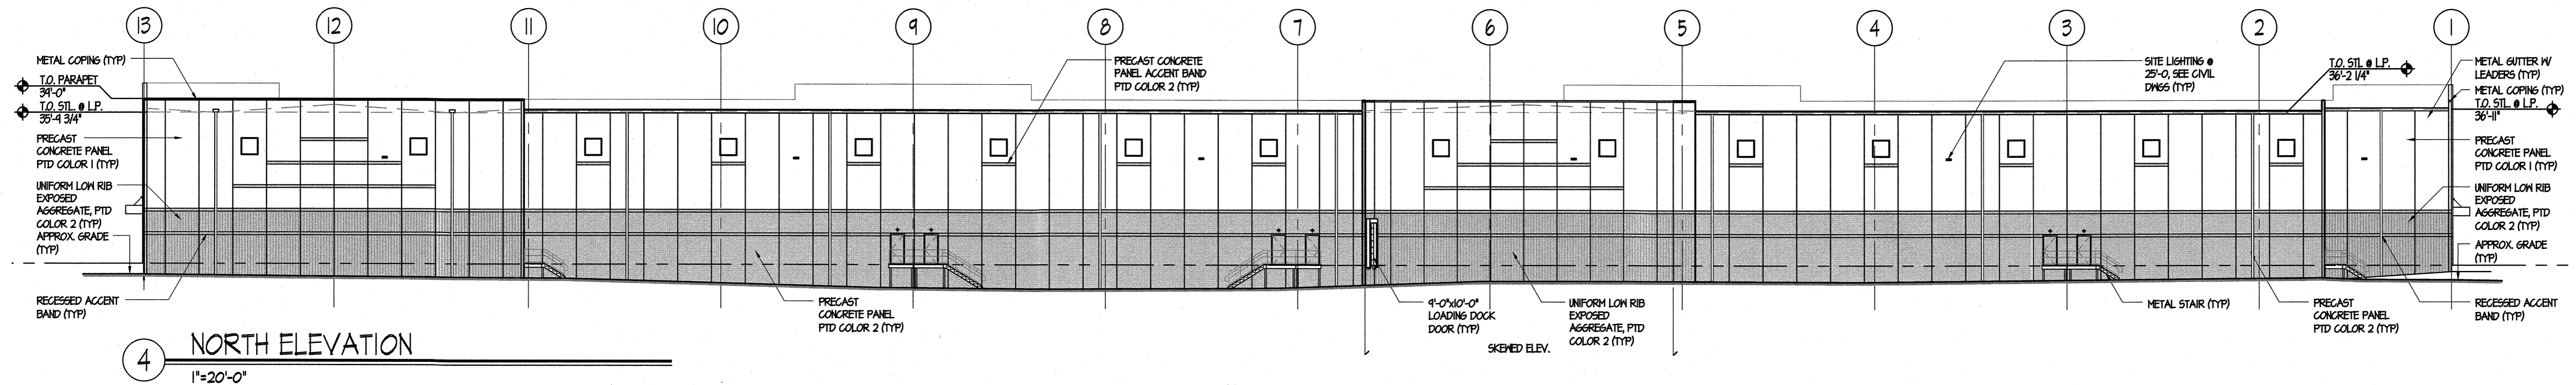 13
12
11
10
9
8
7
6
5
4
3
2
1
METAL COPING (TYP)
T.O. PARAPET
39'-0"
T.O. STL @ L.P.
35'-9 3/4"
PRECAST
CONCRETE PANEL
PTD COLOR 1 (TYP)
UNIFORM LOW RIB
EXPOSED
AGGREGATE, PTD
COLOR 2 (TYP)
APPROX. GRADE
(TYP)
RECESSED ACCENT
BAND (TYP)
PRECAST CONCRETE
PANEL ACCENT BAND
PTD COLOR 2 (TYP)
PRECAST
CONCRETE PANEL
PTD COLOR 2 (TYP)
9'-0"x10'-0"
LOADING DOCK
DOOR (TYP)
UNIFORM LOW RIB
EXPOSED
AGGREGATE, PTD
COLOR 2 (TYP)
SKEWED ELEV.
SITE LIGHTING @
25'-0, SEE CIVIL
DWGS (TYP)
T.O. STL @ L.P.
36'-2 1/4"
METAL STAIR (TYP)
PRECAST
CONCRETE PANEL
PTD COLOR 2 (TYP)
METAL GUTTER W/
LEADERS (TYP)
METAL COPING (TYP)
T.O. STL. @ L.P.
36'-11"
PRECAST
CONCRETE PANEL
PTD COLOR 1 (TYP)
UNIFORM LOW RIB
EXPOSED
AGGREGATE, PTD
COLOR 2 (TYP)
APPROX. GRADE
(TYP)
RECESSED ACCENT
BAND (TYP)
4
NORTH ELEVATION
1"=20'-0"